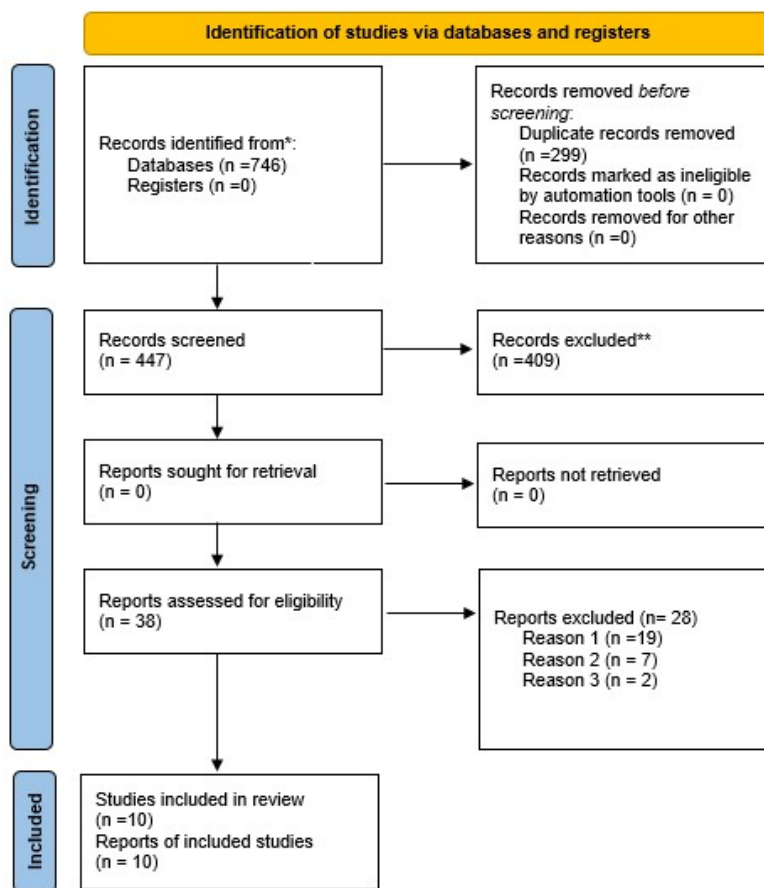 Identification of studies via databases and registers
Identification
Records identified from*:
Databases (n =746)
Registers (n =0)
Records removed before
screening:
Duplicate records removed
(n =299)
Records marked as ineligible
by automation tools (n = 0)
Records removed for other
reasons (n =0)
Screening
Records screened
(n = 447)
Records excluded**
(n =409)
Reports sought for retrieval
(n = 0)
Reports not retrieved
(n = 0)
Reports assessed for eligibility
(n = 38)
Reports excluded (n= 28)
Reason 1 (n =19)
Reason 2 (n = 7)
Reason 3 (n = 2)
Included
Studies included in review
(n =10)
Reports of included studies
(n = 10)